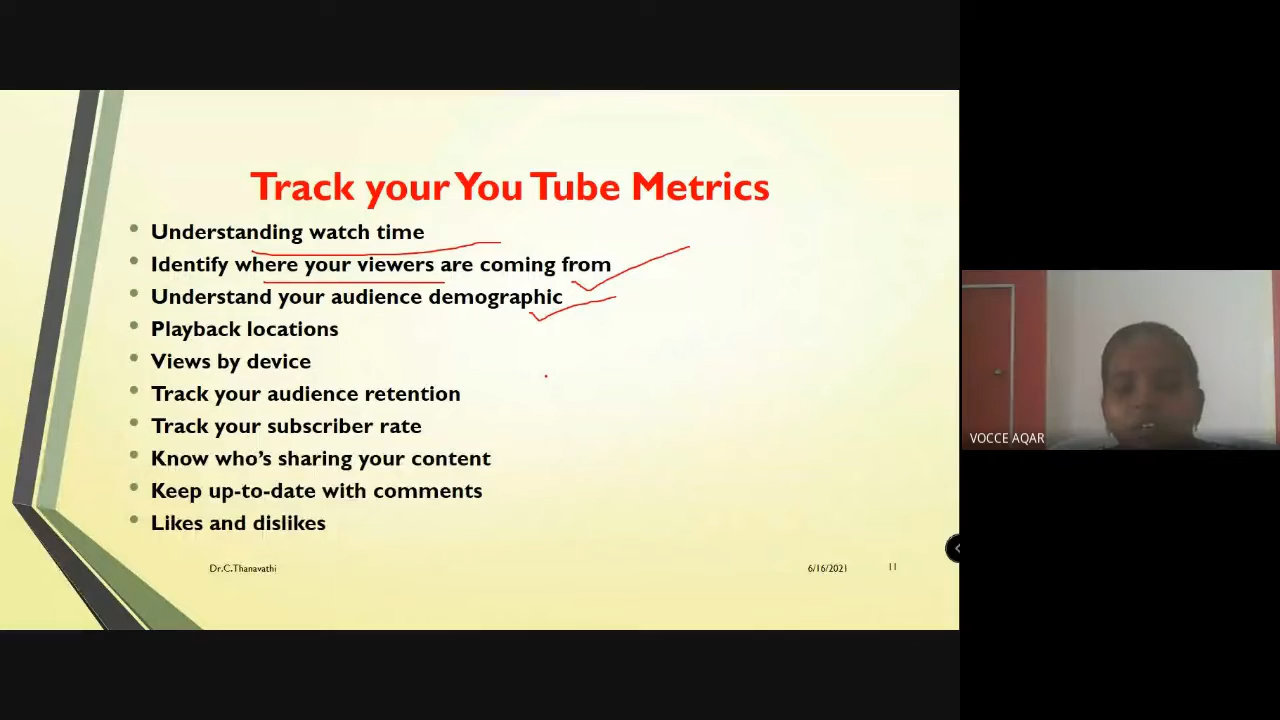 Track your You Tube Metrics
Understanding watch time
Identify where your viewers are coming from
Understand your audience demographic
Playback locations
Views by device
Track your audience retention
Track your subscriber rate
Know who's sharing your content
Keep up-to-date with comments
Likes and dislikes
Dr.C.Thanavathi
6/16/2021
11
VOCCE AQAR